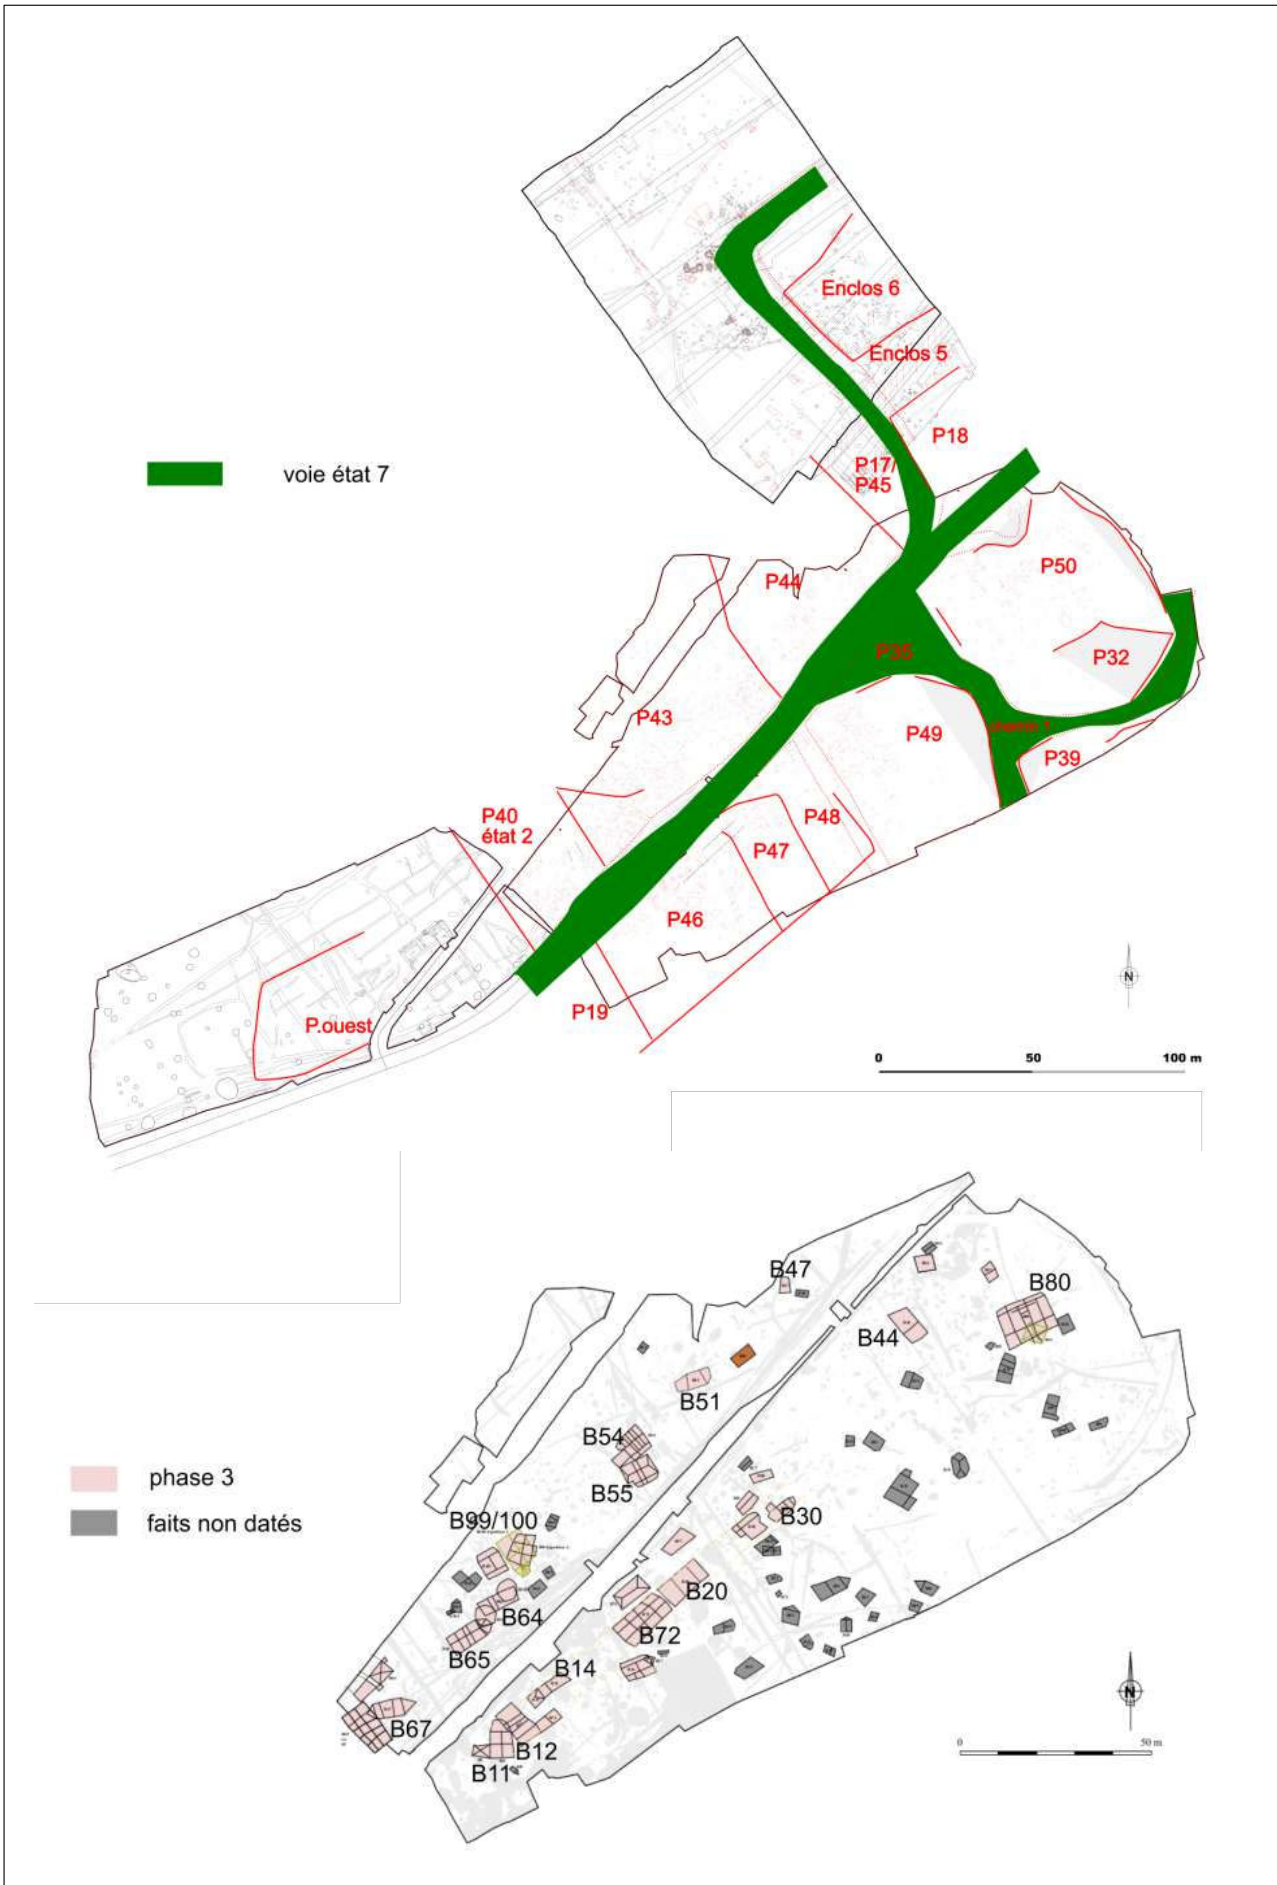 Enclos 6
Enclos 5
P18
voie état 7
P17/
P45
P50
P44
P35
P32
P43
P49
chemin 1
P39
P40
état 2
P48
P47
P46
N
P19
P.ouest
0 50 100 m
B47
B80
B44
B51
B54
B55
phase 3
faits non datés
B99/100
B30
B20
B64
B72
B65
B14
B67
B12
B11
N
0 50 m